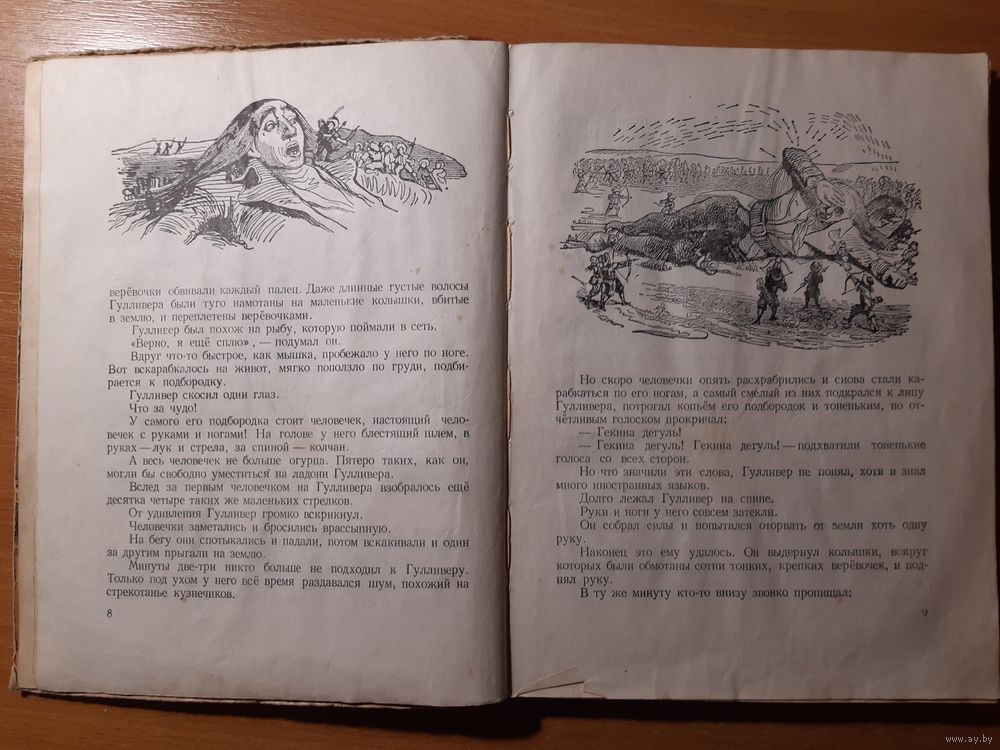 верёвочки обвивали каждый палец. Даже длинные густые волосы
Гулливера были туго намотаны на маленькие колышки, вбитые
в землю, и переплетены верёвочками.
Гулливер был похож на рыбу, которую поймали в сеть.
«Верно, я ещё сплю», — подумал он.
Вдруг что-то быстрое, как мышка, пробежало у него по ноге.
Вот вскарабкалось на живот, мягко поползло по груди, подби-
рается к подбородку.
Гулливер скосил один глаз.
Что за чудо!
У самого его подбородка стоит человечек, настоящий чело-
вечек с руками и ногами! На голове у него блестящий шлем, в
руках — лук и стрела, за спиной — колчан.
А весь человечек не больше огурца. Пятеро таких, как он,
могли бы свободно уместиться на ладони Гулливера.
Вслед за первым человечком на Гулливера взобралось ещё
десятка четыре таких же маленьких стрелков.
От удивления Гулливер громко вскрикнул.
Человечки заметались и бросились врассыпную.
На бегу они спотыкались и падали, потом вскакивали и один
за другим прыгали на землю.
Минуты две-три никто больше не подходил к Гулливеру.
Только под ухом у него всё время раздавался шум, похожий на
стрекотанье кузнечиков.
8
Но скоро человечки опять расхрабрились и снова стали ка-
рабкаться по его ногам, а самый смелый из них подкрался к лицу
Гулливера, потрогал копьём его подбородок и тоненьким, но от-
чётливым голоском прокричал:
— Гекина дегуль!
— Гекина дегуль! Гекина дегуль! — подхватили тоненькие
голоса со всех сторон.
Но что значили эти слова, Гулливер не понял, хотя и знал
много иностранных языков.
Долго лежал Гулливер на спине.
Руки и ноги у него совсем затекли.
Он собрал силы и попытался оторвать от земли хоть одну
руку.
Наконец это ему удалось. Он выдернул колышки, вокруг
которых были обмотаны сотни тонких, крепких верёвочек, и под-
нял руку.
В ту же минуту кто-то внизу звонко пропищал:
9
www.ay.by